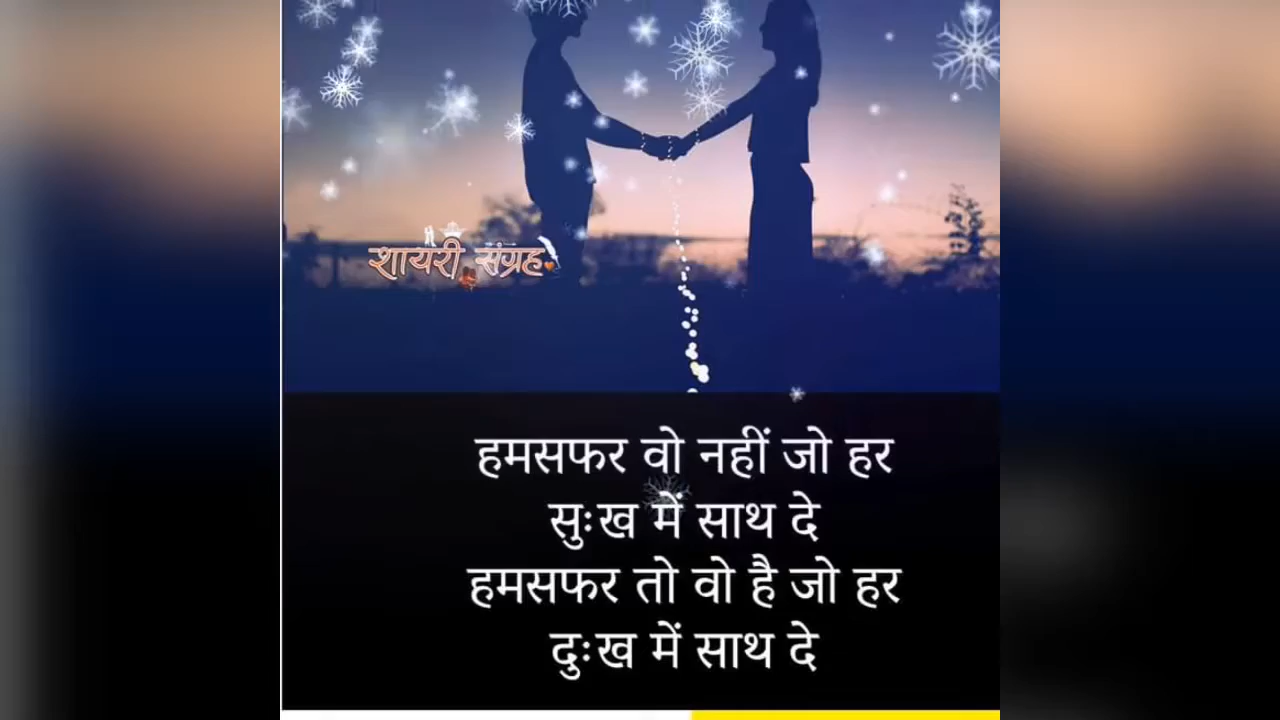 शायरी संग्रह
हमसफर वो नहीं जो हर
सुःख में साथ दे
हमसफर तो वो है जो हर
दुःख में साथ दे